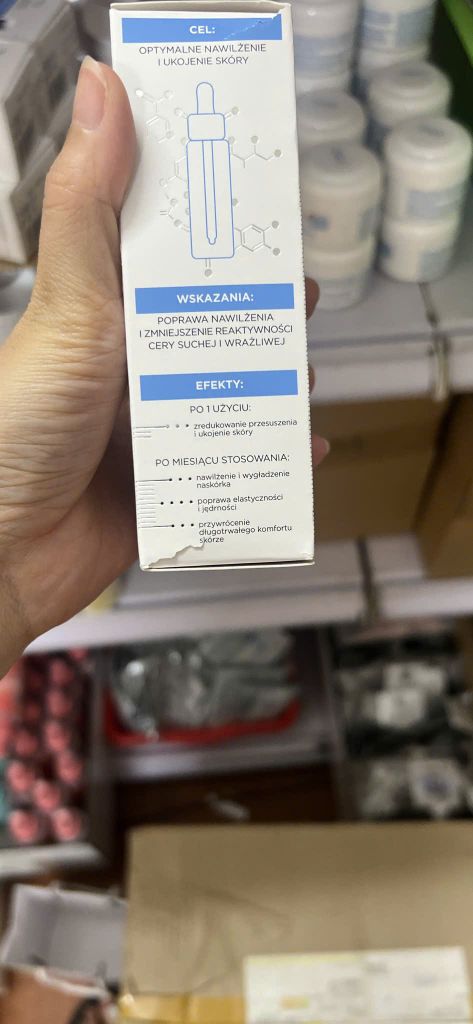 CEL:
OPTYMALNE NAWILŻENIE
I UKOJENIE SKÓRY
WSKAZANIA:
POPRAWA NAWILŻENIA
I ZMNIEJSZENIE REAKTYWNOŚCI
CERY SUCHEJ I WRAŻLIWEJ
EFEKTY:
PO 1 UŻYCIU:
zredukowanie przesuszenia
i ukojenie skóry
PO MIESIĄCU STOSOWANIA:
nawilżenie i wygładzenie
naskórka
poprawa elastyczności
i jędrności
przywrócenie
długotrwałego komfortu
skórze